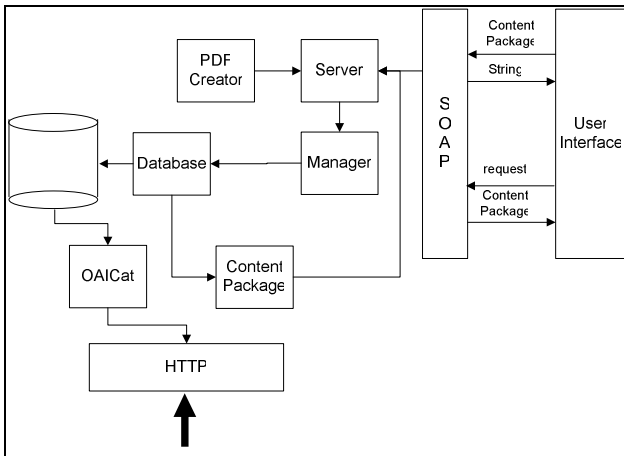 Content
Package
String
request
Content
Package
User
Interface
S
O
A
P
PDF
Creator
Server
Database
Manager
OAICat
Content
Package
HTTP